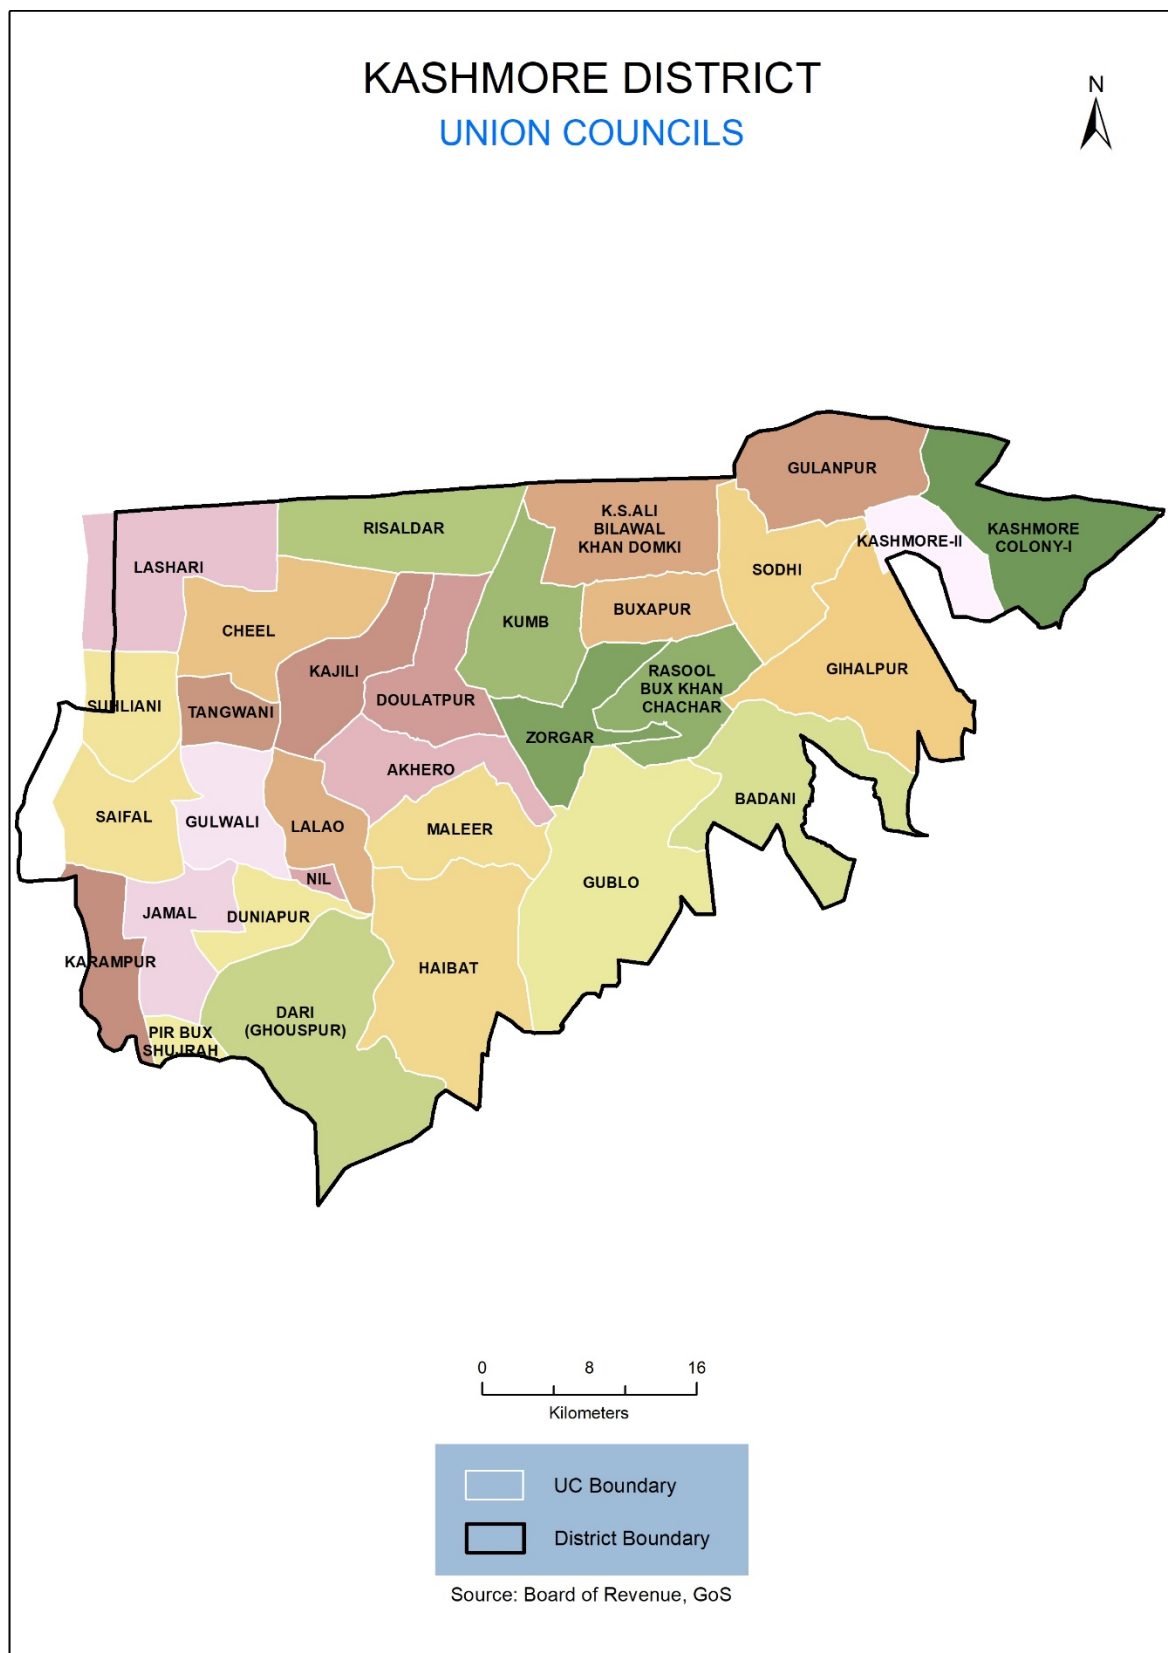 KASHMORE DISTRICT
UNION COUNCILS
N
GULANPUR
K.S.ALI
BILAWAL
KHAN DOMKI
RISALDAR
KASHMORE
COLONY-I
KASHMORE-II
LASHARI
SODHI
BUXAPUR
KUMB
CHEEL
GIHALPUR
KAJILI
RASOOL
BUX KHAN
CHACHAR
DOULATPUR
SUHLIANI
TANGWANI
ZORGAR
AKHERO
BADANI
SAIFAL
GULWALI
LALAO
MALEER
NIL
GUBLO
JAMAL
DUNIAPUR
KARAMPUR
HAIBAT
DARI
(GHOUSPUR)
PIR BUX
SHUJRAH
0 8 16
Kilometers
UC Boundary
District Boundary
Source: Board of Revenue, GoS